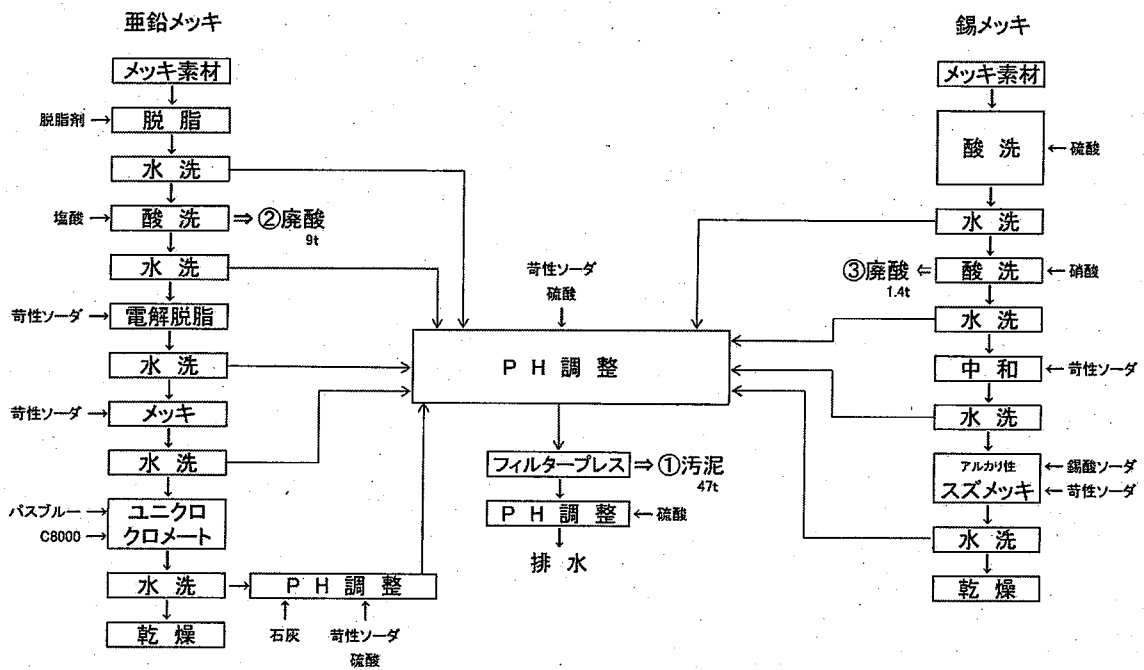 亜鉛メッキ
メッキ素材
脱脂剤→
脱 脂
水 洗
塩酸→
酸 洗
⇒ ②廃酸
9t
水 洗
苛性ソーダ→
電解脱脂
水 洗
苛性ソーダ→
メッキ
水 洗
パスブルー→
C8000→
ユニクロ
クロメート
水 洗
ＰＨ調整
石灰
苛性ソーダ
硫酸
乾 燥
苛性ソーダ
硫酸
ＰＨ調整
フィルタープレス
⇒ ①汚泥
47t
ＰＨ調整
←硫酸
排 水
錫メッキ
メッキ素材
酸 洗
←硫酸
水 洗
③廃酸 ⇐
1.4t
酸 洗
←硝酸
水 洗
中 和
←苛性ソーダ
水 洗
アルカリ性
スズメッキ
←錫酸ソーダ
←苛性ソーダ
水 洗
乾 燥